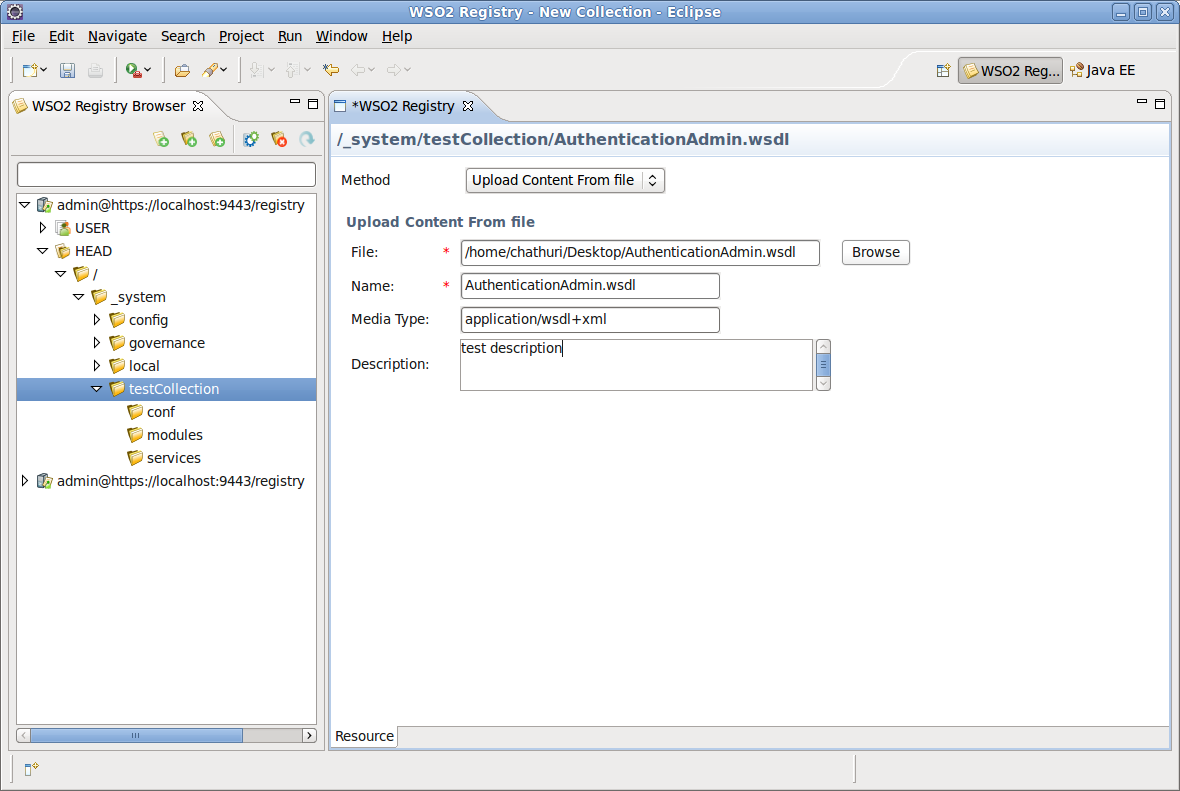 WSO2 Registry - New Collection - Eclipse
File Edit Navigate Search Project Run Window Help
WSO2 Reg... Java EE
WSO2 Registry Browser
admin@https://localhost:9443/registry
USER
HEAD
/
_system
config
governance
local
testCollection
conf
modules
services
admin@https://localhost:9443/registry
*WSO2 Registry
/_system/testCollection/AuthenticationAdmin.wsdl
Method Upload Content From file
Upload Content From file
File: * /home/chathuri/Desktop/AuthenticationAdmin.wsdl Browse
Name: * AuthenticationAdmin.wsdl
Media Type: application/wsdl+xml
Description: test description
Resource